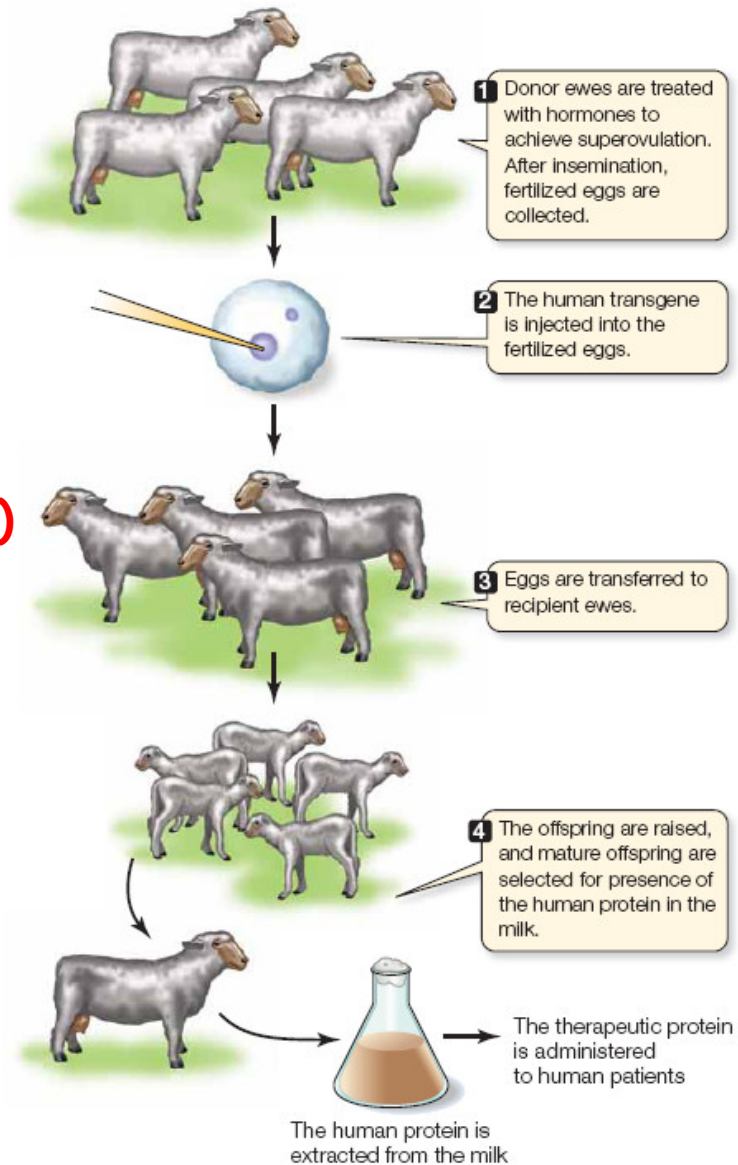 1 Donor ewes are treated
with hormones to
achieve superovulation.
After insemination,
fertilized eggs are
collected.
2 The human transgene
is injected into the
fertilized eggs.
)
3 Eggs are transferred to
recipient ewes.
4 The offspring are raised,
and mature offspring are
selected for presence of
the human protein in the
milk.
The therapeutic protein
is administered
to human patients
The human protein is
extracted from the milk